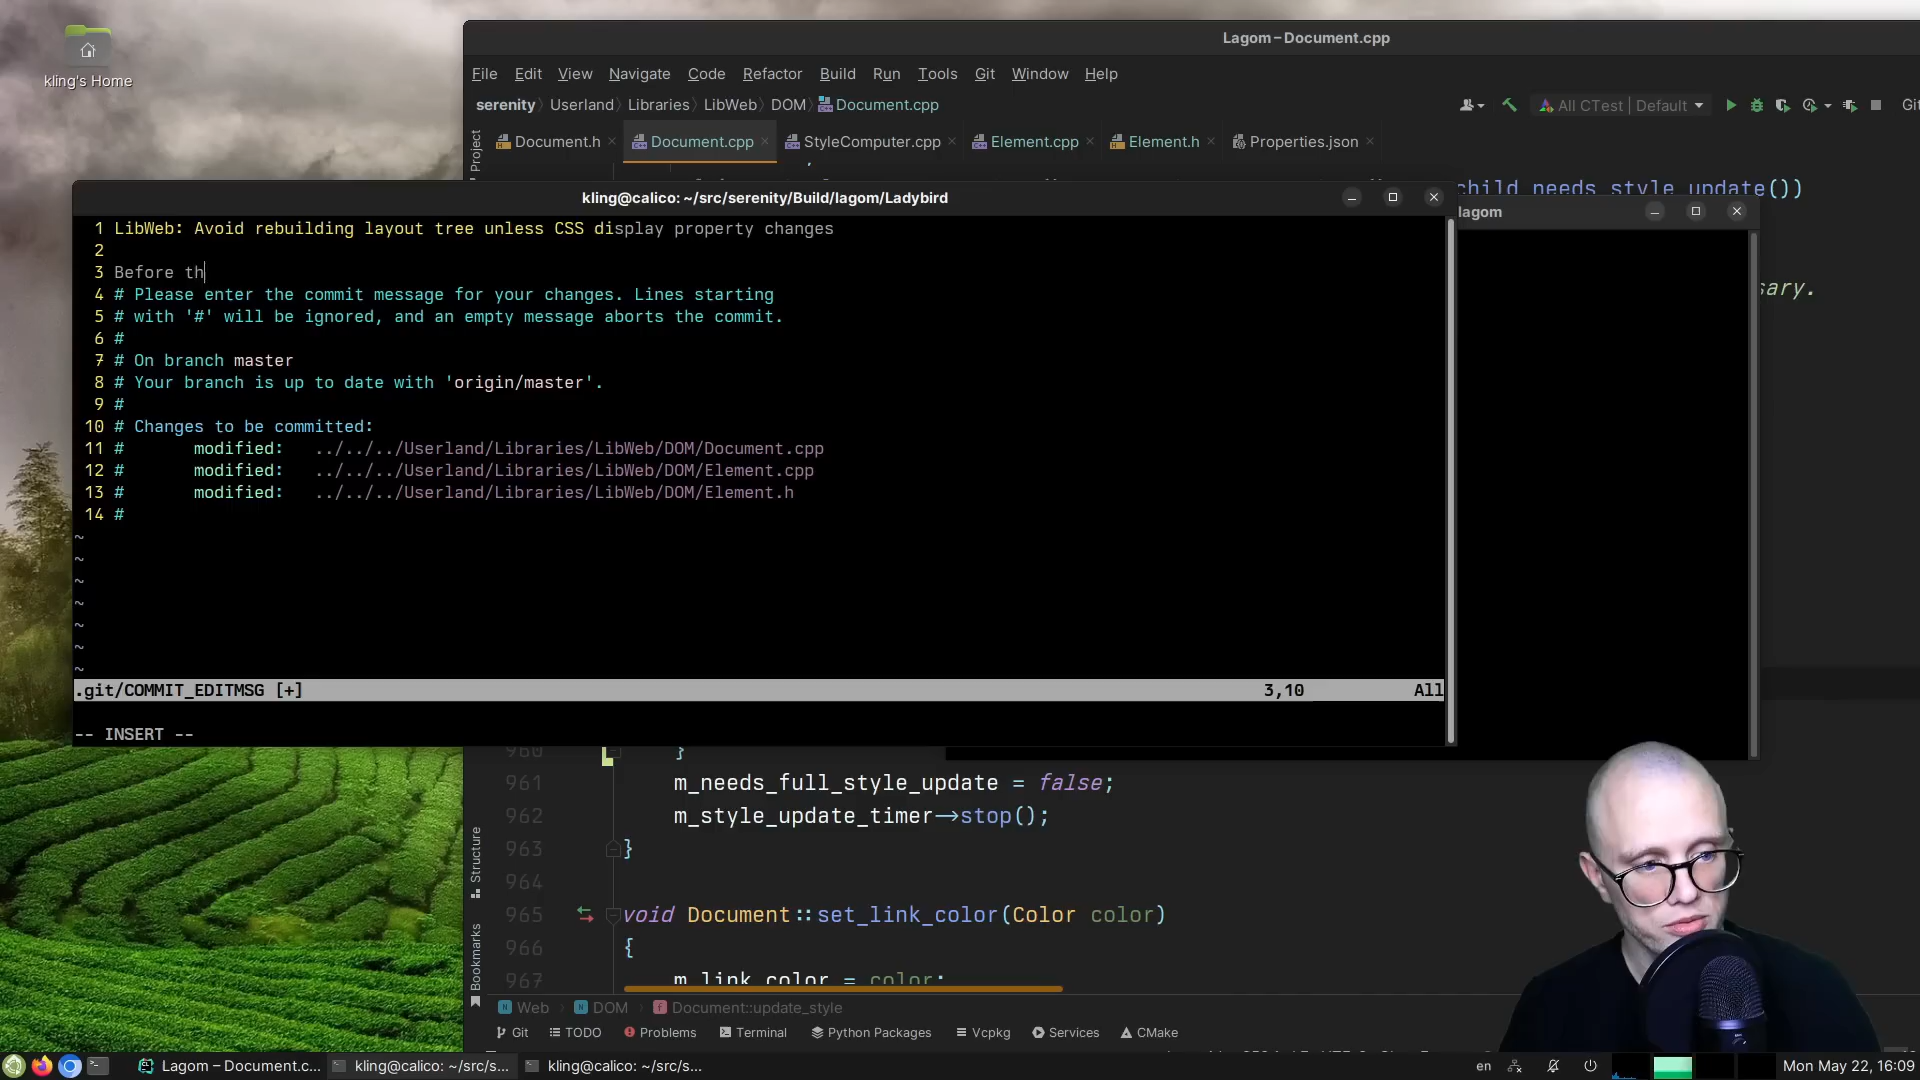 kling's Home
Lagom – Document.cpp
File Edit View Navigate Code Refactor Build Run Tools Git Window Help
serenity Userland Libraries LibWeb DOM Document.cpp
All CTest | Default
Git
Project
Document.h
Document.cpp
StyleComputer.cpp
Element.cpp
Element.h
Properties.json
child_needs_style_update())
lagom
sary.
kling@calico: ~/src/serenity/Build/lagom/Ladybird
1 LibWeb: Avoid rebuilding layout tree unless CSS display property changes
2
3 Before th
4 # Please enter the commit message for your changes. Lines starting
5 # with '#' will be ignored, and an empty message aborts the commit.
6 #
7 # On branch master
8 # Your branch is up to date with 'origin/master'.
9 #
10 # Changes to be committed:
11 # modified: ../../../Userland/Libraries/LibWeb/DOM/Document.cpp
12 # modified: ../../../Userland/Libraries/LibWeb/DOM/Element.cpp
13 # modified: ../../../Userland/Libraries/LibWeb/DOM/Element.h
14 #
~
~
~
~
~
~
~
.git/COMMIT_EDITMSG [+] 3,10 All
-- INSERT --
960 }
961 m_needs_full_style_update = false;
962 m_style_update_timer->stop();
963 }
964
965 void Document::set_link_color(Color color)
966 {
967 m_link_color = color;
Structure
Bookmarks
Web DOM Document::update_style
Git TODO Problems Terminal Python Packages Vcpkg Services CMake
Lagom – Document.c...
kling@calico: ~/src/s...
kling@calico: ~/src/s...
en
Mon May 22, 16:09